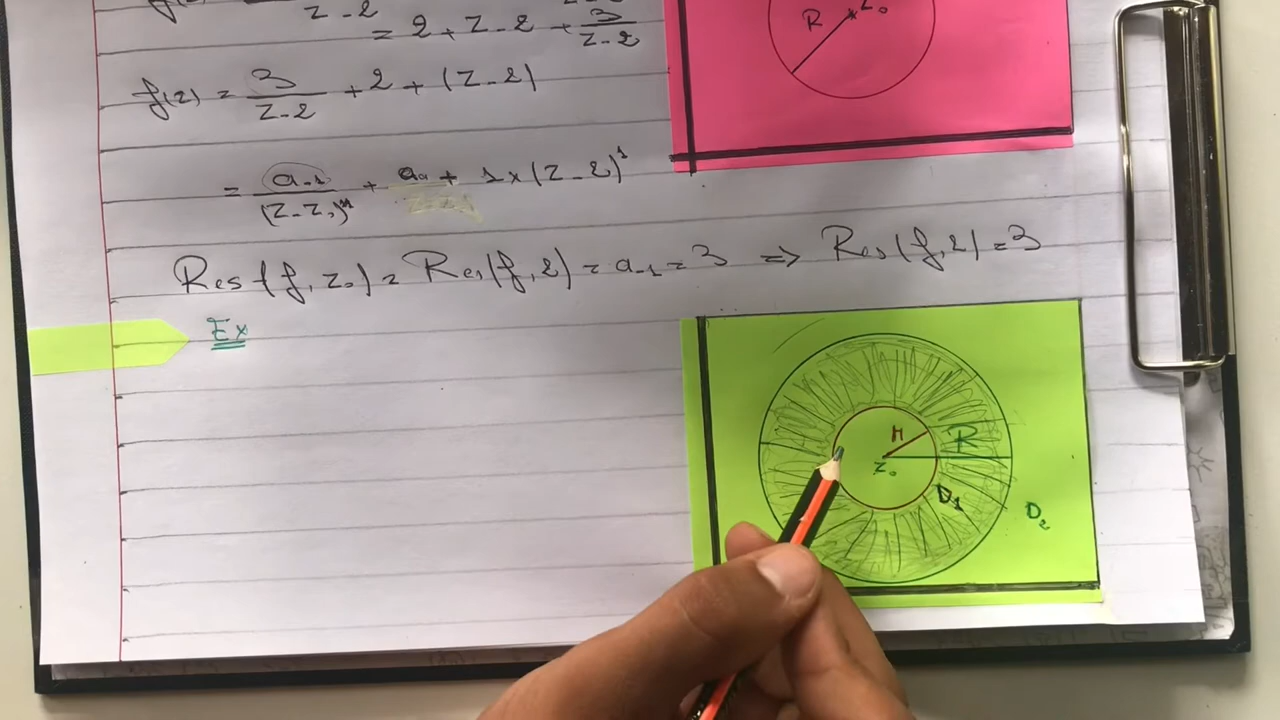 z-2
= 2 + z-2 + 3/(z-2)
f(z) = 3/(z-2) + 2 + (z-2)
= a-1/(z-z₀)¹ + a₀ + 1×(z-2)¹
Res(f, z₀) = Res(f, 2) = a-1 = 3 ⇒ Res(f, 2) = 3
Ex
R
z₀
R
z₀
D1
D2